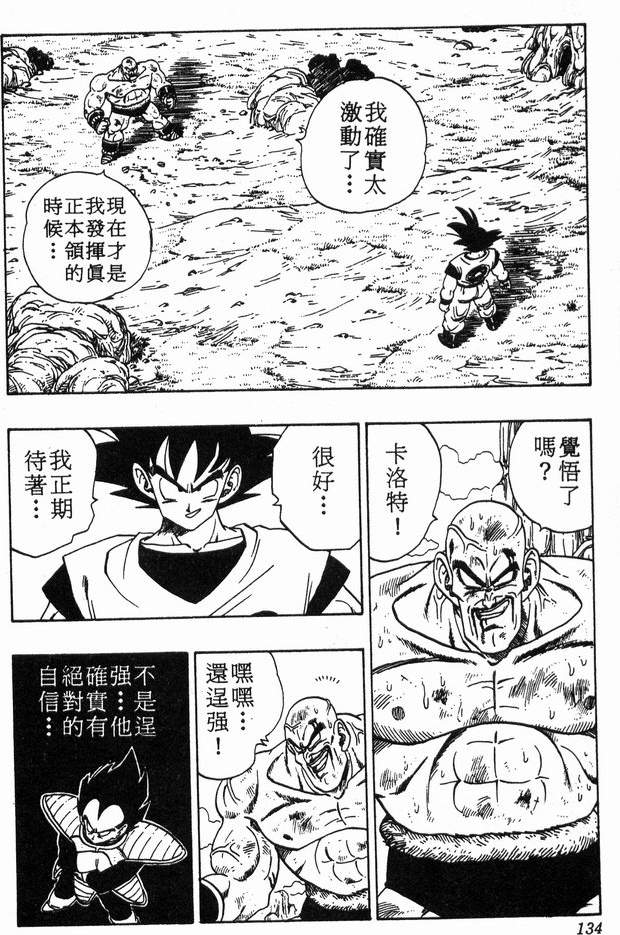 我確實太
激動了…
現在才是
我發揮真
正本領的
時候…
覺悟了
嗎？
卡洛特！
很好…
我正期
待著…
嘿嘿…
還逞强！
不是逞
强…他
確實有
絕對的
自信…
134